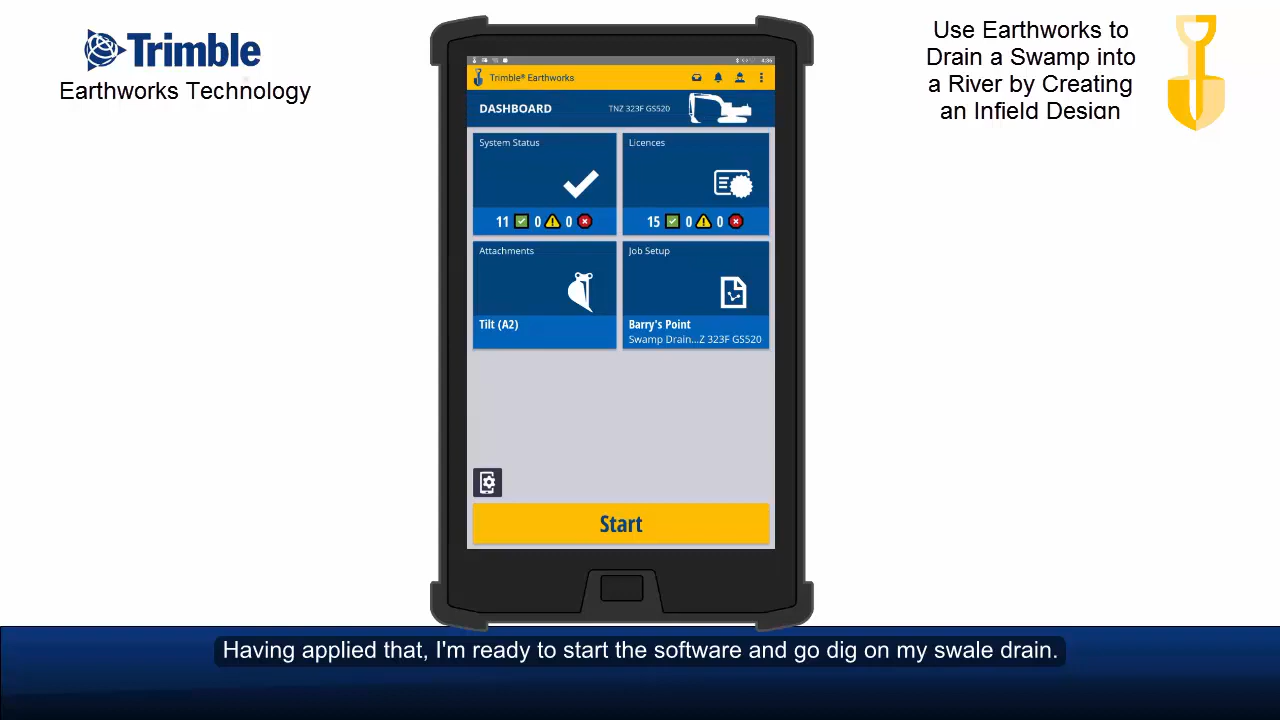 Trimble
Earthworks Technology
Use Earthworks to
Drain a Swamp into
a River by Creating
an Infield Design
4:36
Trimble® Earthworks
DASHBOARD
TNZ 323F GS520
System Status
11 0 0
Licences
15 0 0
Attachments
Tilt (A2)
Job Setup
Barry's Point
Swamp Drain...Z 323F GS520
Start
Having applied that, I'm ready to start the software and go dig on my swale drain.